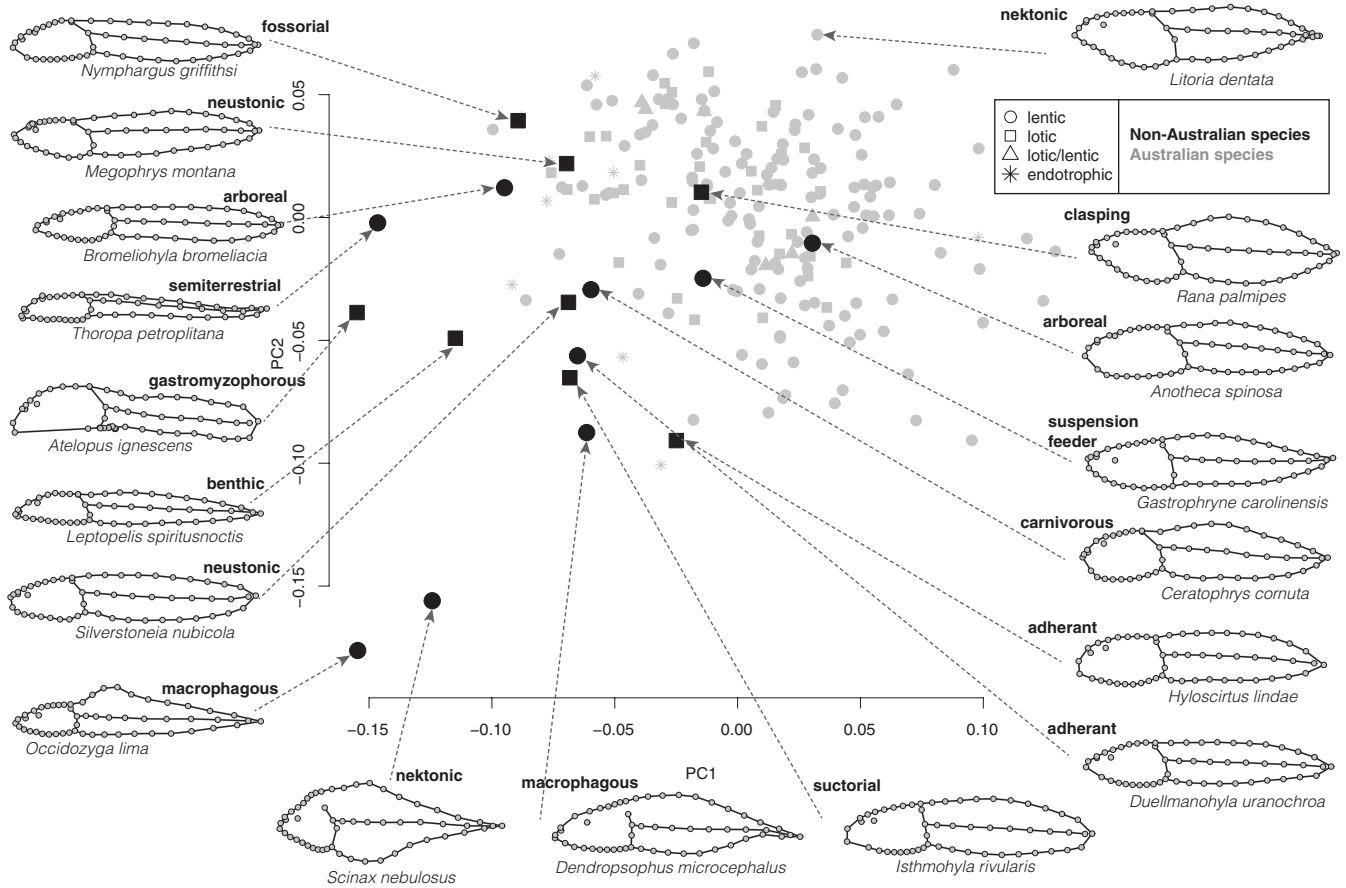 fossorial
Nymphargus griffithsi
neustonic
Megophrys montana
arboreal
Bromeliohyla bromeliacia
semiterrestrial
Thoropa petroplitana
gastromyzophorous
Atelopus ignescens
benthic
Leptopelis spiritusnoctis
neustonic
Silverstoneia nubicola
macrophagous
Occidozyga lima
0.05
0.00
−0.05
−0.10
−0.15
PC2
−0.15
−0.10
−0.05
0.00
0.05
0.10
PC1
nektonic
Scinax nebulosus
macrophagous
Dendropsophus microcephalus
suctorial
Isthmohyla rivularis
nektonic
Litoria dentata
lentic
lotic
lotic/lentic
endotrophic
Non-Australian species
Australian species
clasping
Rana palmipes
arboreal
Anotheca spinosa
suspension
feeder
Gastrophryne carolinensis
carnivorous
Ceratophrys cornuta
adherant
Hyloscirtus lindae
adherant
Duellmanohyla uranochroa